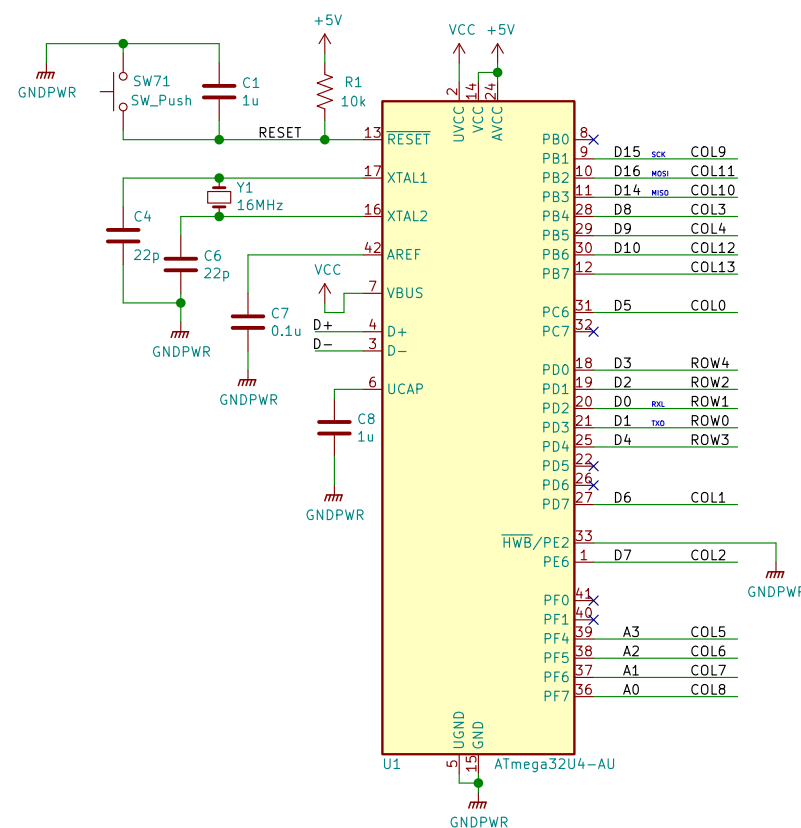 +5V
VCC +5V
GNDPWR
SW71
SW_Push
C1
1u
R1
10k
2
14
24
UVCC
VCC
AVCC
RESET
13 RESET
PB0 8
PB1 9 D15 SCK COL9
PB2 10 D16 MOSI COL11
PB3 11 D14 MISO COL10
PB4 28 D8 COL3
PB5 29 D9 COL4
PB6 30 D10 COL12
PB7 12 COL13
17 XTAL1
Y1
16MHz
16 XTAL2
C4
22p
C6
22p
GNDPWR
42 AREF
VCC
7 VBUS
C7
0.1u
GNDPWR
D+ 4 D+
D- 3 D-
6 UCAP
C8
1u
GNDPWR
PC6 31 D5 COL0
PC7 32
PD0 18 D3 ROW4
PD1 19 D2 ROW2
PD2 20 D0 RXL ROW1
PD3 21 D1 TXO ROW0
PD4 25 D4 ROW3
PD5 22
PD6 26
PD7 27 D6 COL1
HWB/PE2 33
PE6 1 D7 COL2
GNDPWR
PF0 41
PF1 40
PF4 39 A3 COL5
PF5 38 A2 COL6
PF6 37 A1 COL7
PF7 36 A0 COL8
UGND
GND
5
15
U1
ATmega32U4-AU
GNDPWR